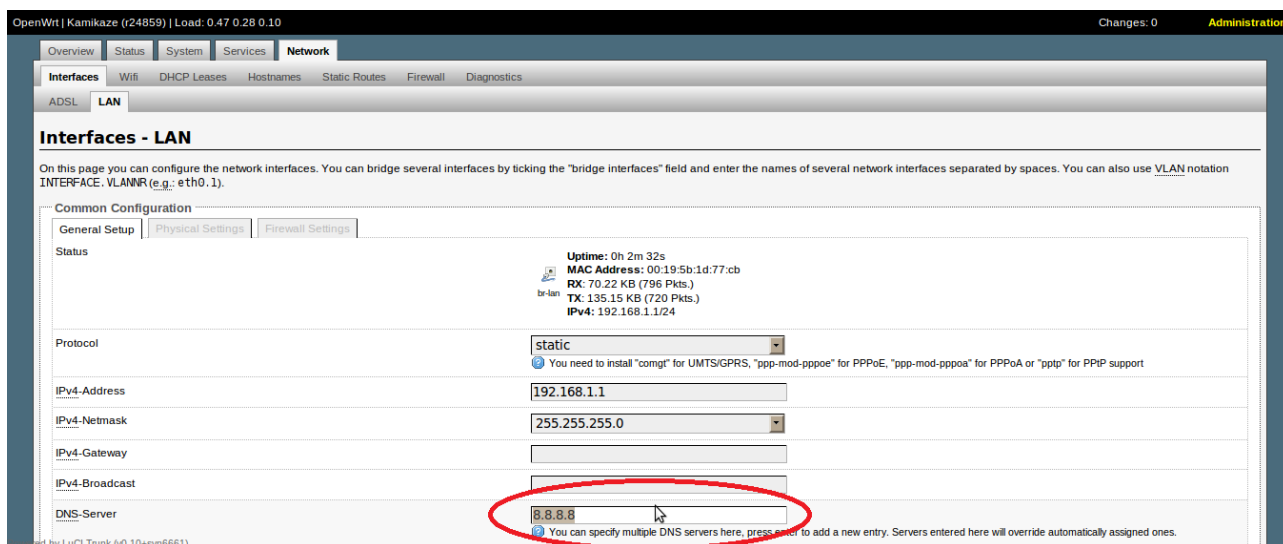 OpenWrt | Kamikaze (r24859) | Load: 0.47 0.28 0.10 Changes: 0 Administration
Overview Status System Services Network
Interfaces Wifi DHCP Leases Hostnames Static Routes Firewall Diagnostics
ADSL LAN
Interfaces - LAN
On this page you can configure the network interfaces. You can bridge several interfaces by ticking the "bridge interfaces" field and enter the names of several network interfaces separated by spaces. You can also use VLAN notation
INTERFACE.VLANNR (e.g.: eth0.1).
Common Configuration
General Setup Physical Settings Firewall Settings
Status
Uptime: 0h 2m 32s
MAC Address: 00:19:5b:1d:77:cb
RX: 70.22 KB (796 Pkts.)
br-lan TX: 135.15 KB (720 Pkts.)
IPv4: 192.168.1.1/24
Protocol static
You need to install "comgt" for UMTS/GPRS, "ppp-mod-pppoe" for PPPoE, "ppp-mod-pppoa" for PPPoA or "pptp" for PPtP support
IPv4-Address 192.168.1.1
IPv4-Netmask 255.255.255.0
IPv4-Gateway
IPv4-Broadcast
DNS-Server 8.8.8.8
You can specify multiple DNS servers here, press enter to add a new entry. Servers entered here will override automatically assigned ones.
by LuCI Trunk (v0.10+svn6661)